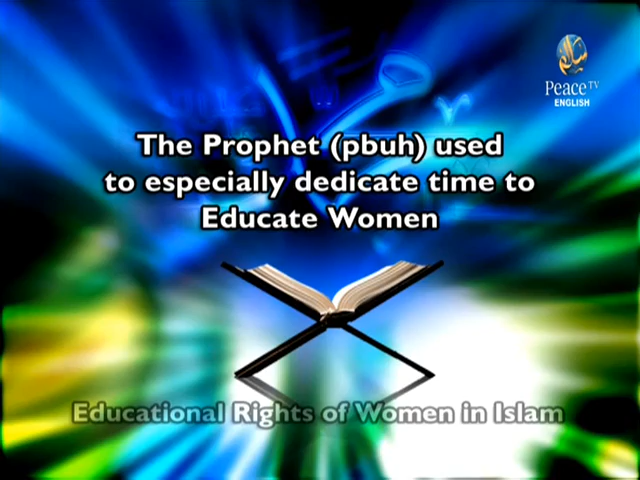 Peace TV
ENGLISH
The Prophet (pbuh) used
to especially dedicate time to
Educate Women
Educational Rights of Women in Islam